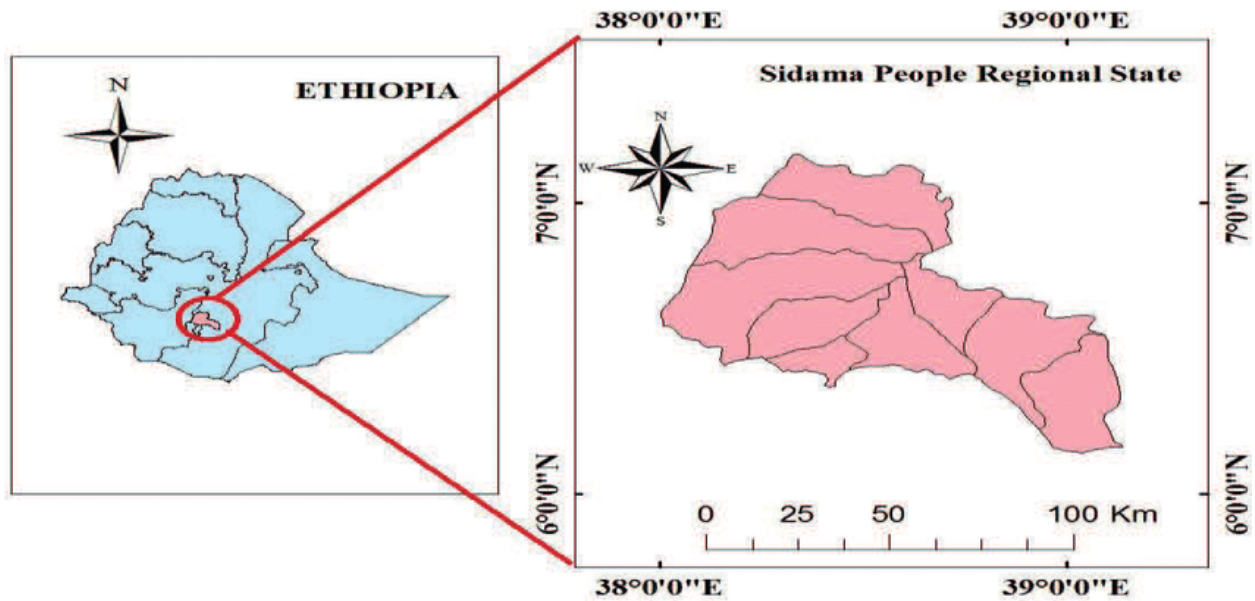 ETHIOPIA
N
38°0'0"E 39°0'0"E
Sidama People Regional State
N
W E
S
7°0'0"N 7°0'0"N
6°0'0"N 6°0'0"N
0 25 50 100 Km
38°0'0"E 39°0'0"E